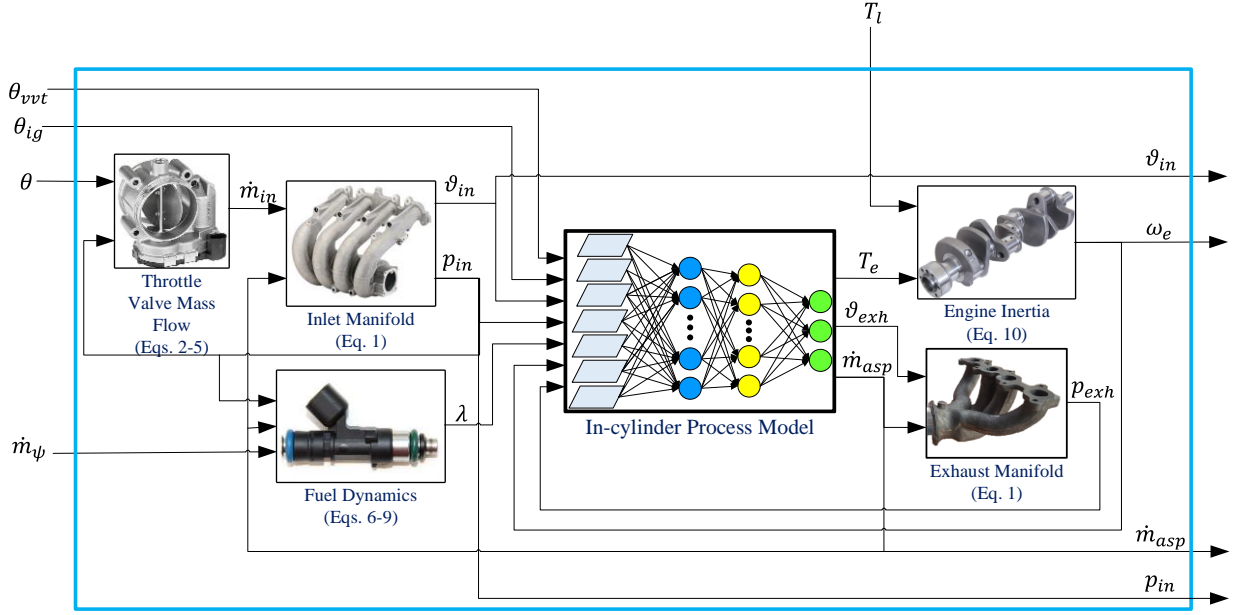 T_l
θ_vvt
θ_ig
θ
ṁ_in
ϑ_in
ϑ_in
p_in
ω_e
T_e
Throttle
Valve Mass
Flow
(Eqs. 2-5)
Inlet Manifold
(Eq. 1)
Engine Inertia
(Eq. 10)
ϑ_exh
ṁ_asp
p_exh
λ
In-cylinder Process Model
ṁ_ψ
Exhaust Manifold
(Eq. 1)
Fuel Dynamics
(Eqs. 6-9)
ṁ_asp
p_in